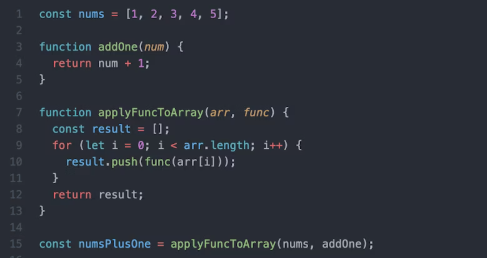 1 const nums = [1, 2, 3, 4, 5];
2
3 function addOne(num) {
4   return num + 1;
5 }
6
7 function applyFuncToArray(arr, func) {
8   const result = [];
9   for (let i = 0; i < arr.length; i++) {
10     result.push(func(arr[i]));
11   }
12   return result;
13 }
14
15 const numsPlusOne = applyFuncToArray(nums, addOne);